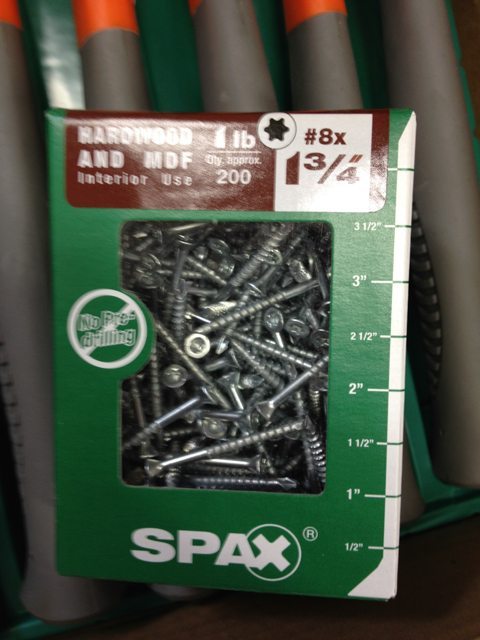 HARDWOOD
AND MDF
Interior Use
1 lb
Qty. approx.
200
#8x
1 3/4"
3 1/2"
3"
2 1/2"
2"
1 1/2"
1"
1/2"
No Pre-
drilling
SPAX®